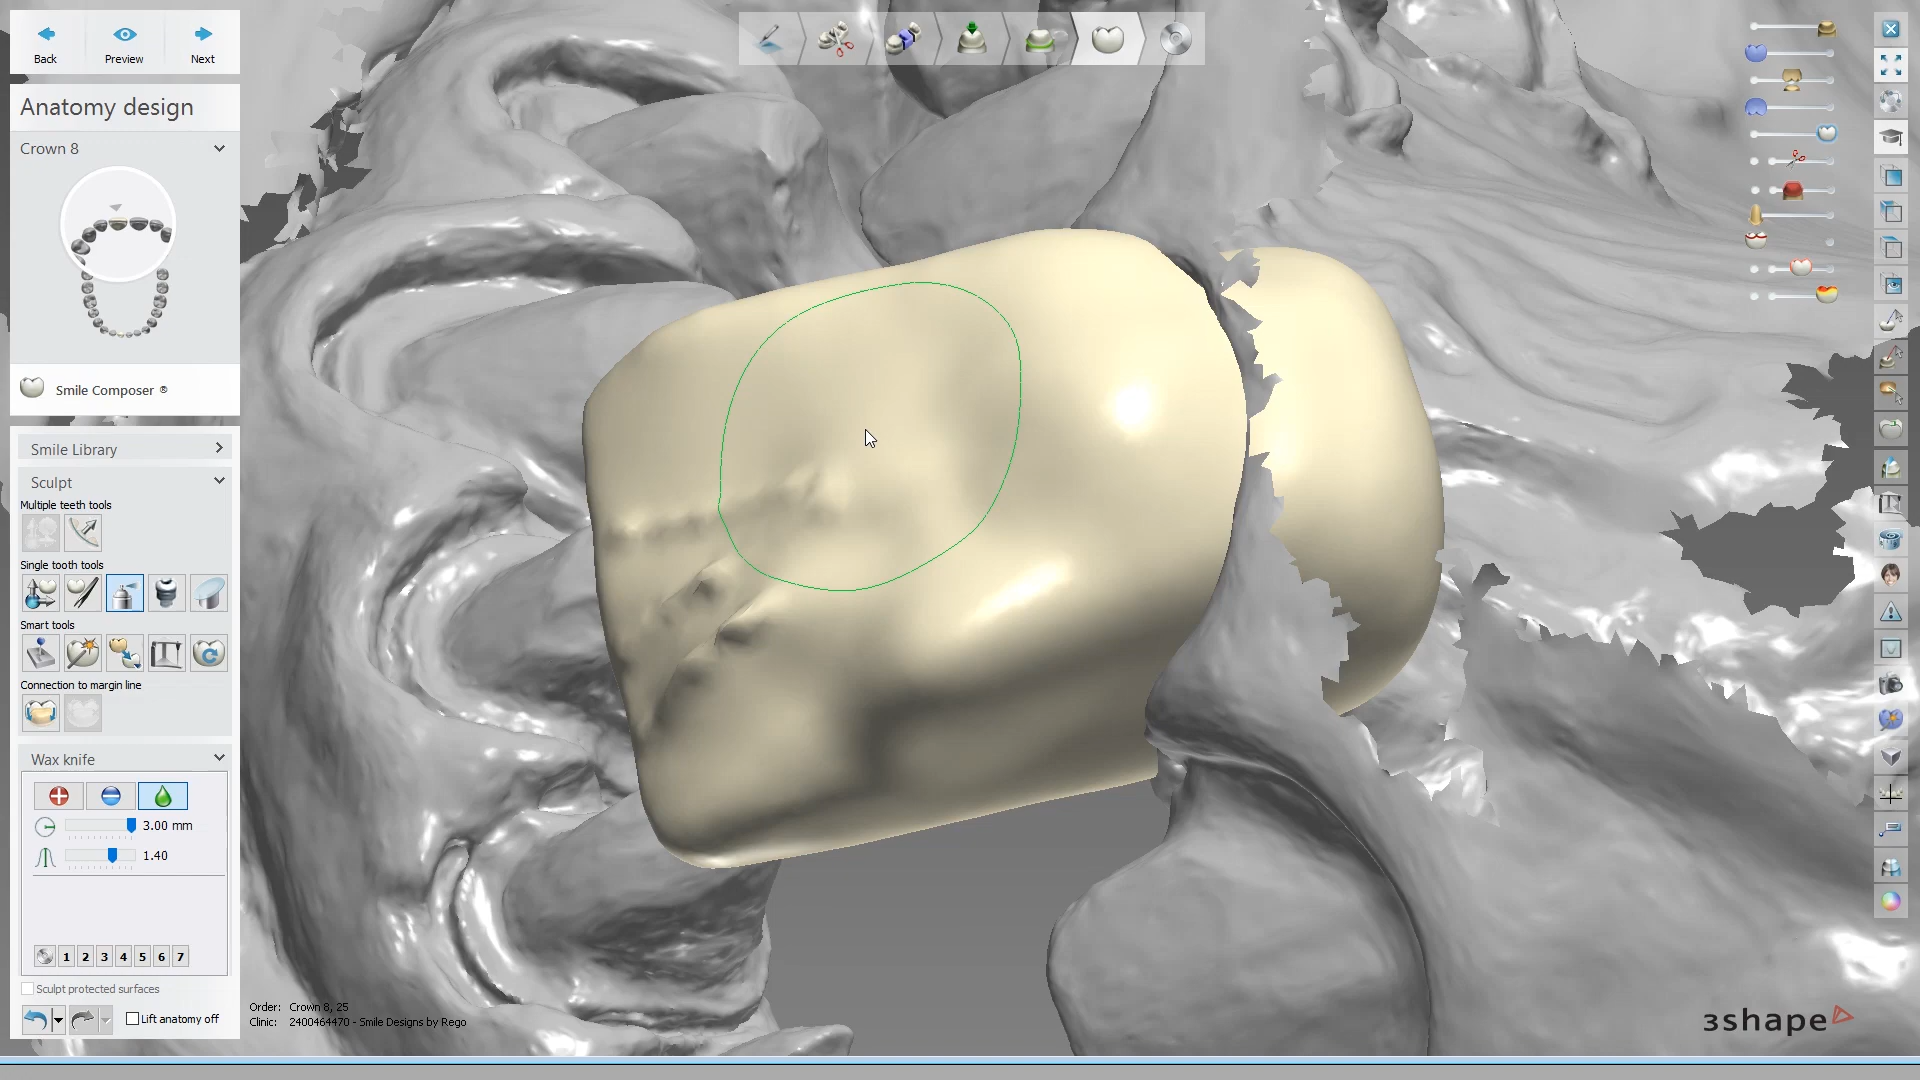 Back
Preview
Next
Anatomy design
Crown 8
Smile Composer ®
Smile Library
Sculpt
Multiple teeth tools
Single tooth tools
Smart tools
Connection to margin line
Wax knife
3.00 mm
1.40
1 2 3 4 5 6 7
Sculpt protected surfaces
Lift anatomy off
Order: Crown 8, 25
Clinic: 2400464470 - Smile Designs by Rego
3shape